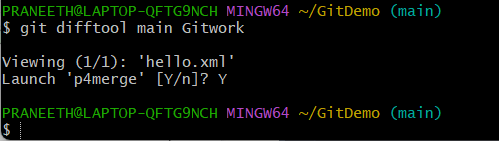 PRANEETH@LAPTOP-QFTG9NCH MINGW64 ~/GitDemo (main)
$ git difftool main Gitwork
Viewing (1/1): 'hello.xml'
Launch 'p4merge' [Y/n]? Y
PRANEETH@LAPTOP-QFTG9NCH MINGW64 ~/GitDemo (main)
$